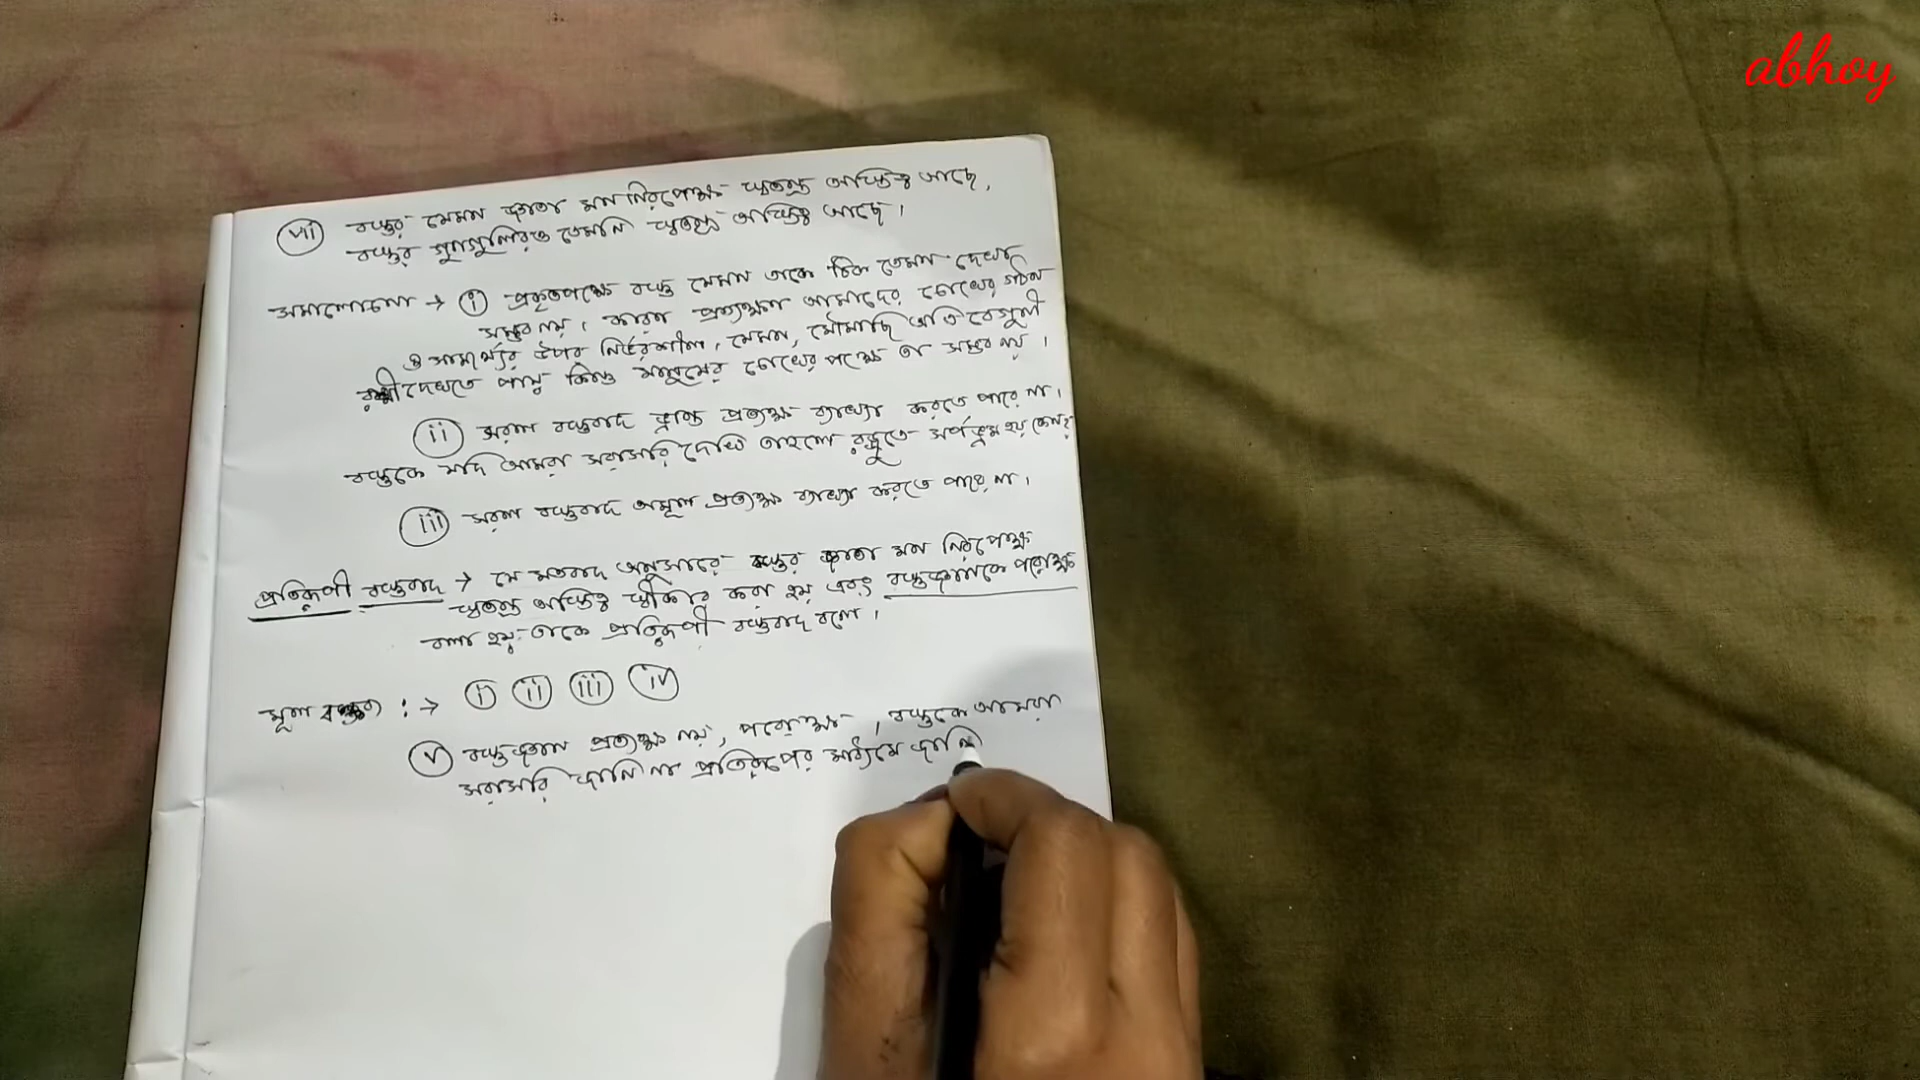 abhoy
vii বস্তুর যেমন জ্ঞাতা মন নিরপেক্ষ স্বতন্ত্র অস্তিত্ব আছে,
বস্তুর গুণগুলিরও তেমনি স্বতন্ত্র অস্তিত্ব আছে।
সমালোচনা → i প্রকৃতপক্ষে বস্তু যেমন তাকে ঠিক তেমন দেখা
সম্ভব নয়। কারণ প্রত্যক্ষণ আমাদের চোখের গঠন
ও সামর্থ্যের উপর নির্ভরশীল। যেমন, মৌমাছি অতি বেগুনী
রশ্মী দেখতে পায় কিন্তু মানুষের চোখের পক্ষে তা সম্ভব নয়।
ii সরল বস্তুবাদ ভ্রান্ত প্রত্যক্ষ ব্যাখ্যা করতে পারে না।
বস্তুকে যদি আমরা সরাসরি দেখি তাহলে রজ্জুতে সর্পভ্রম হয় কেন?
iii সরল বস্তুবাদ অমূল প্রত্যক্ষ ব্যাখ্যা করতে পারে না।
প্রতিরূপী বস্তুবাদ → যে মতবাদ অনুসারে বস্তুর জ্ঞাতা মন নিরপেক্ষ
স্বতন্ত্র অস্তিত্ব স্বীকার করা হয় এবং বস্তুজ্ঞানকে পরোক্ষ
বলা হয় তাকে প্রতিরূপী বস্তুবাদ বলে।
মূল বক্তব্য : → i ii iii iv
v বস্তুজ্ঞান প্রত্যক্ষ নয়, পরোক্ষ। বস্তুকে আমরা
সরাসরি জানি না প্রতিরূপের মাধ্যমে জানি